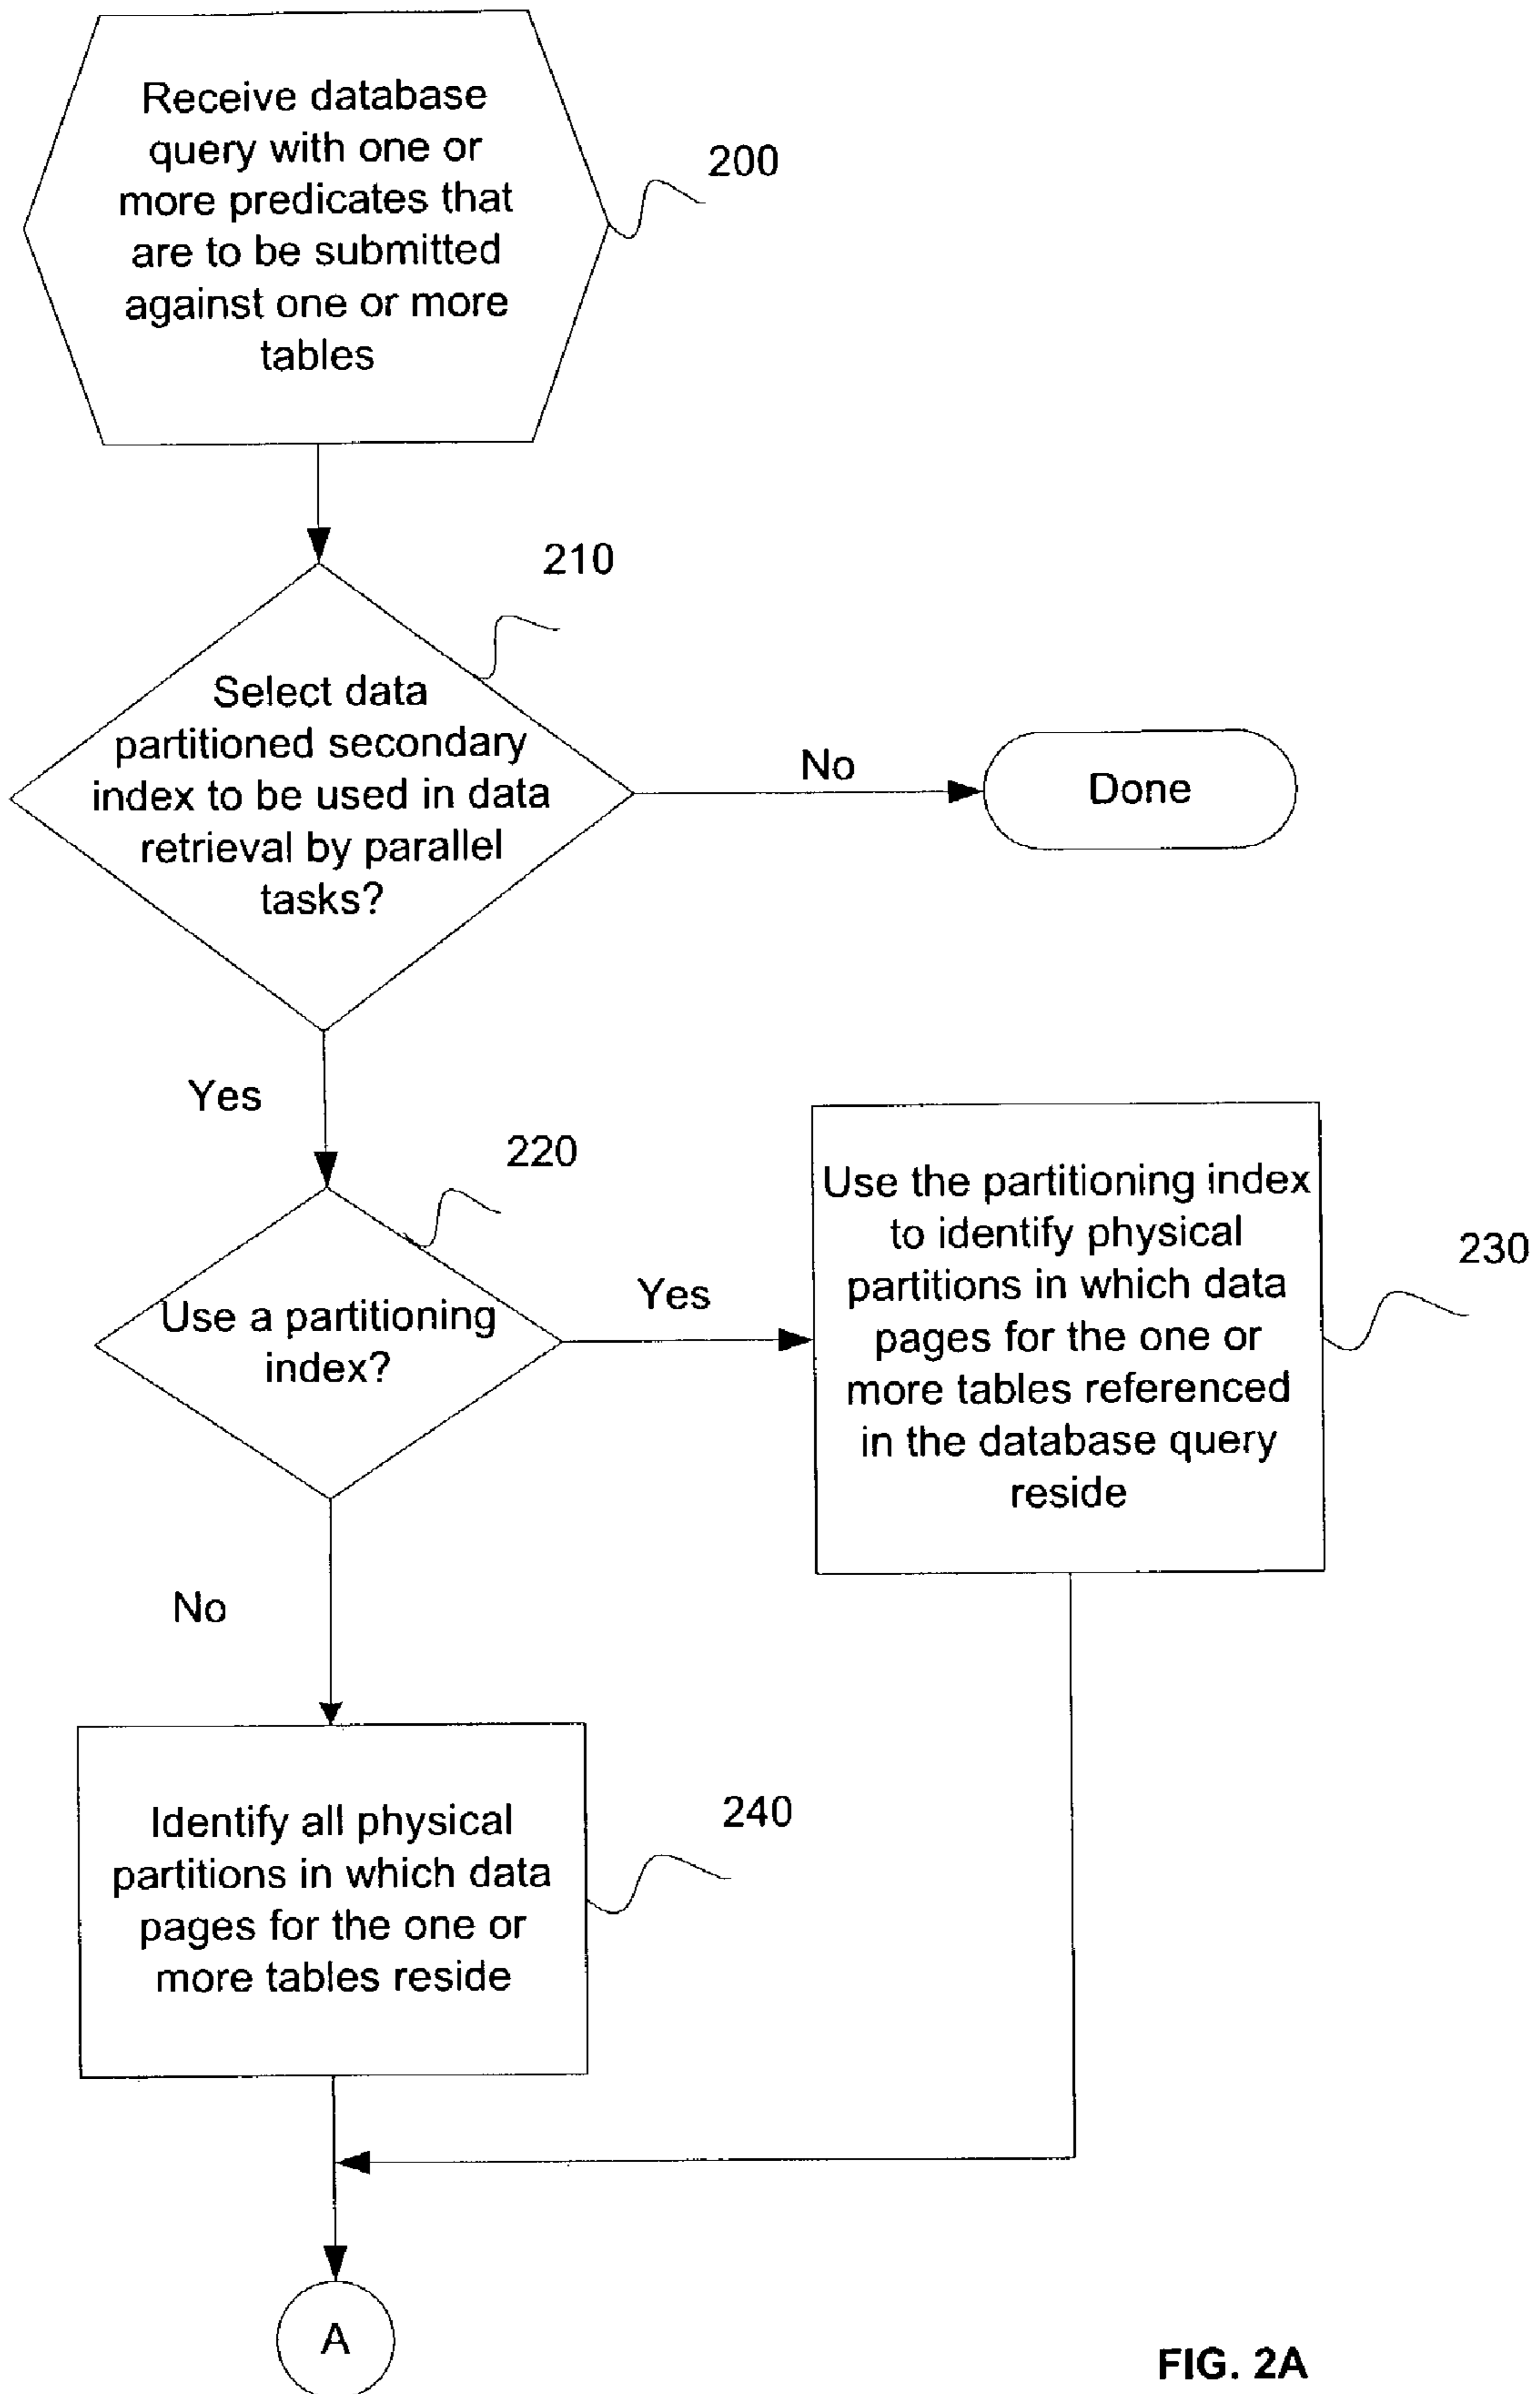 Receive database
query with one or
more predicates that
are to be submitted
against one or more
tables
200
210
Select data
partitioned secondary
index to be used in data
retrieval by parallel
tasks?
No
Done
Yes
220
Use a partitioning
index?
Yes
Use the partitioning index
to identify physical
partitions in which data
pages for the one or
more tables referenced
in the database query
reside
230
No
Identify all physical
partitions in which data
pages for the one or
more tables reside
240
A
FIG. 2A